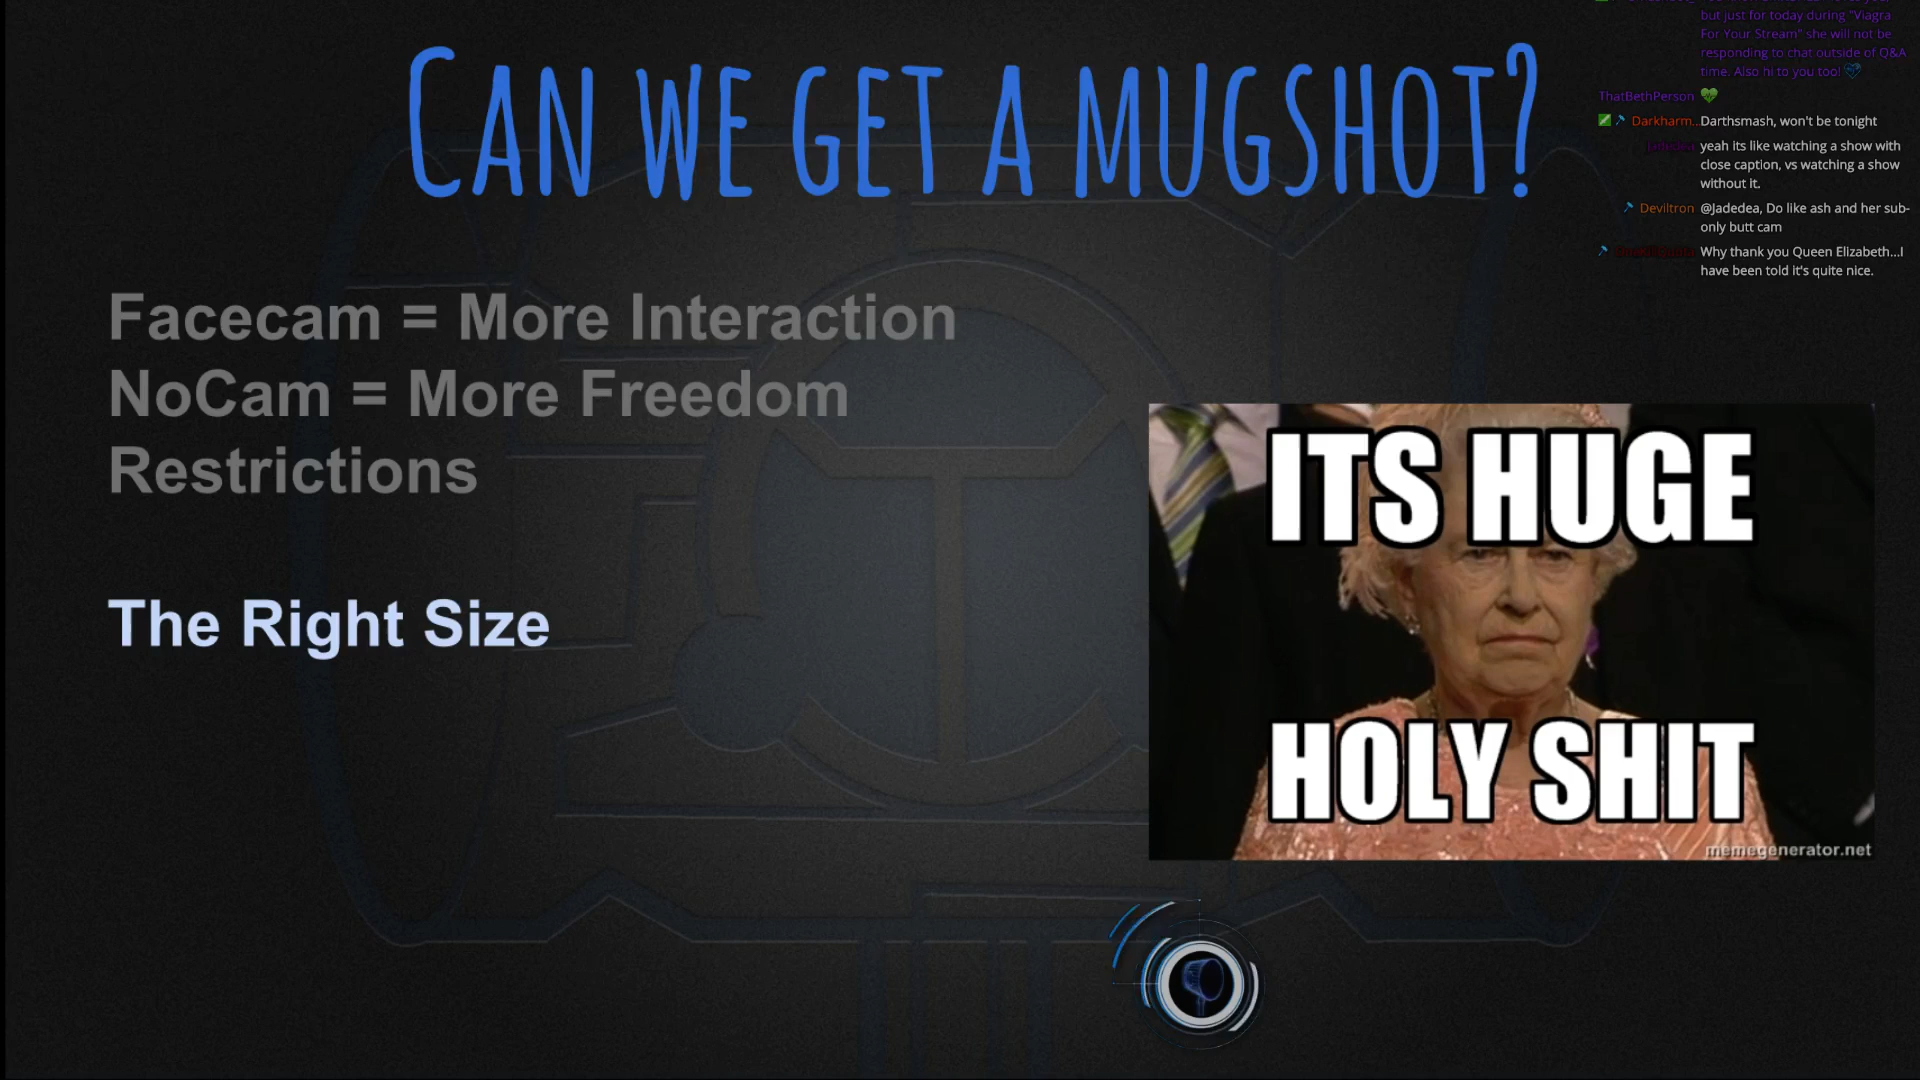 CAN WE GET A MUGSHOT?
Facecam = More Interaction
NoCam = More Freedom
Restrictions
The Right Size
ITS HUGE
HOLY SHIT
memegenerator.net
but just for today during "Viagra
For Your Stream" she will not be
responding to chat outside of Q&A
time. Also hi to you too!
ThatBethPerson
Darkharm... Darthsmash, won't be tonight
Jadedea yeah its like watching a show with
close caption, vs watching a show
without it.
Deviltron @Jadedea, Do like ash and her sub-
only butt cam
Why thank you Queen Elizabeth...I
have been told it's quite nice.